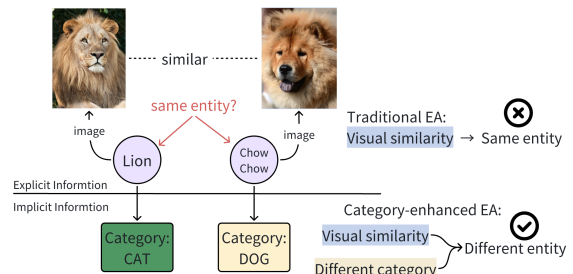 similar
same entity?
image
image
Traditional EA:
Visual similarity → Same entity
Lion
Chow
Chow
Explicit Informtion
Implicit Informtion
Category:
CAT
Category:
DOG
Category-enhanced EA:
Visual similarity
Different entity
Different category